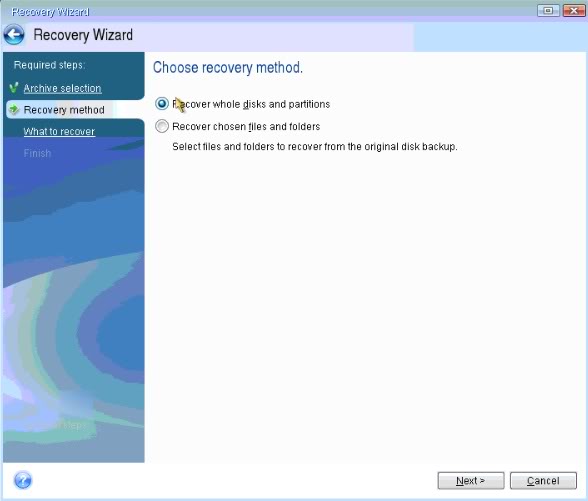 Recovery Wizard
Recovery Wizard
Required steps:
Archive selection
Recovery method
What to recover
Finish
Choose recovery method.
Recover whole disks and partitions
Recover chosen files and folders
Select files and folders to recover from the original disk backup.
steps
?
Next >
Cancel